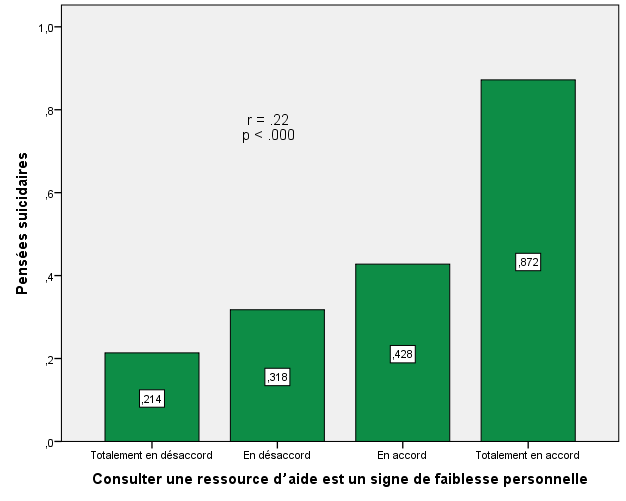 Pensées suicidaires
1,0
,8
,6
,4
,2
,0
r = .22
p < .000
,214
,318
,428
,872
Totalement en désaccord
En désaccord
En accord
Totalement en accord
Consulter une ressource d’aide est un signe de faiblesse personnelle